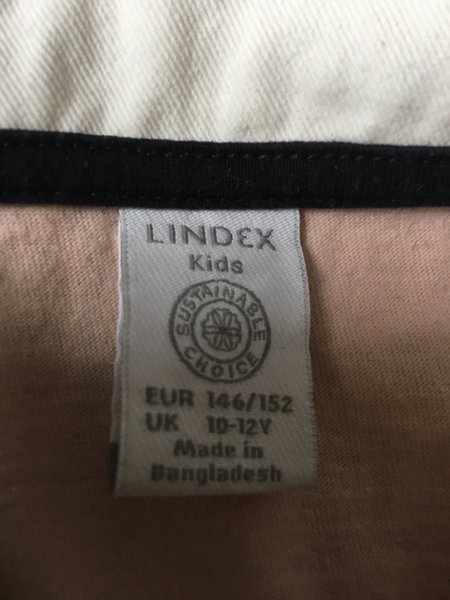 LINDEX
Kids
SUSTAINABLE
CHOICE
EUR 146/152
UK 10-12Y
Made in
Bangladesh